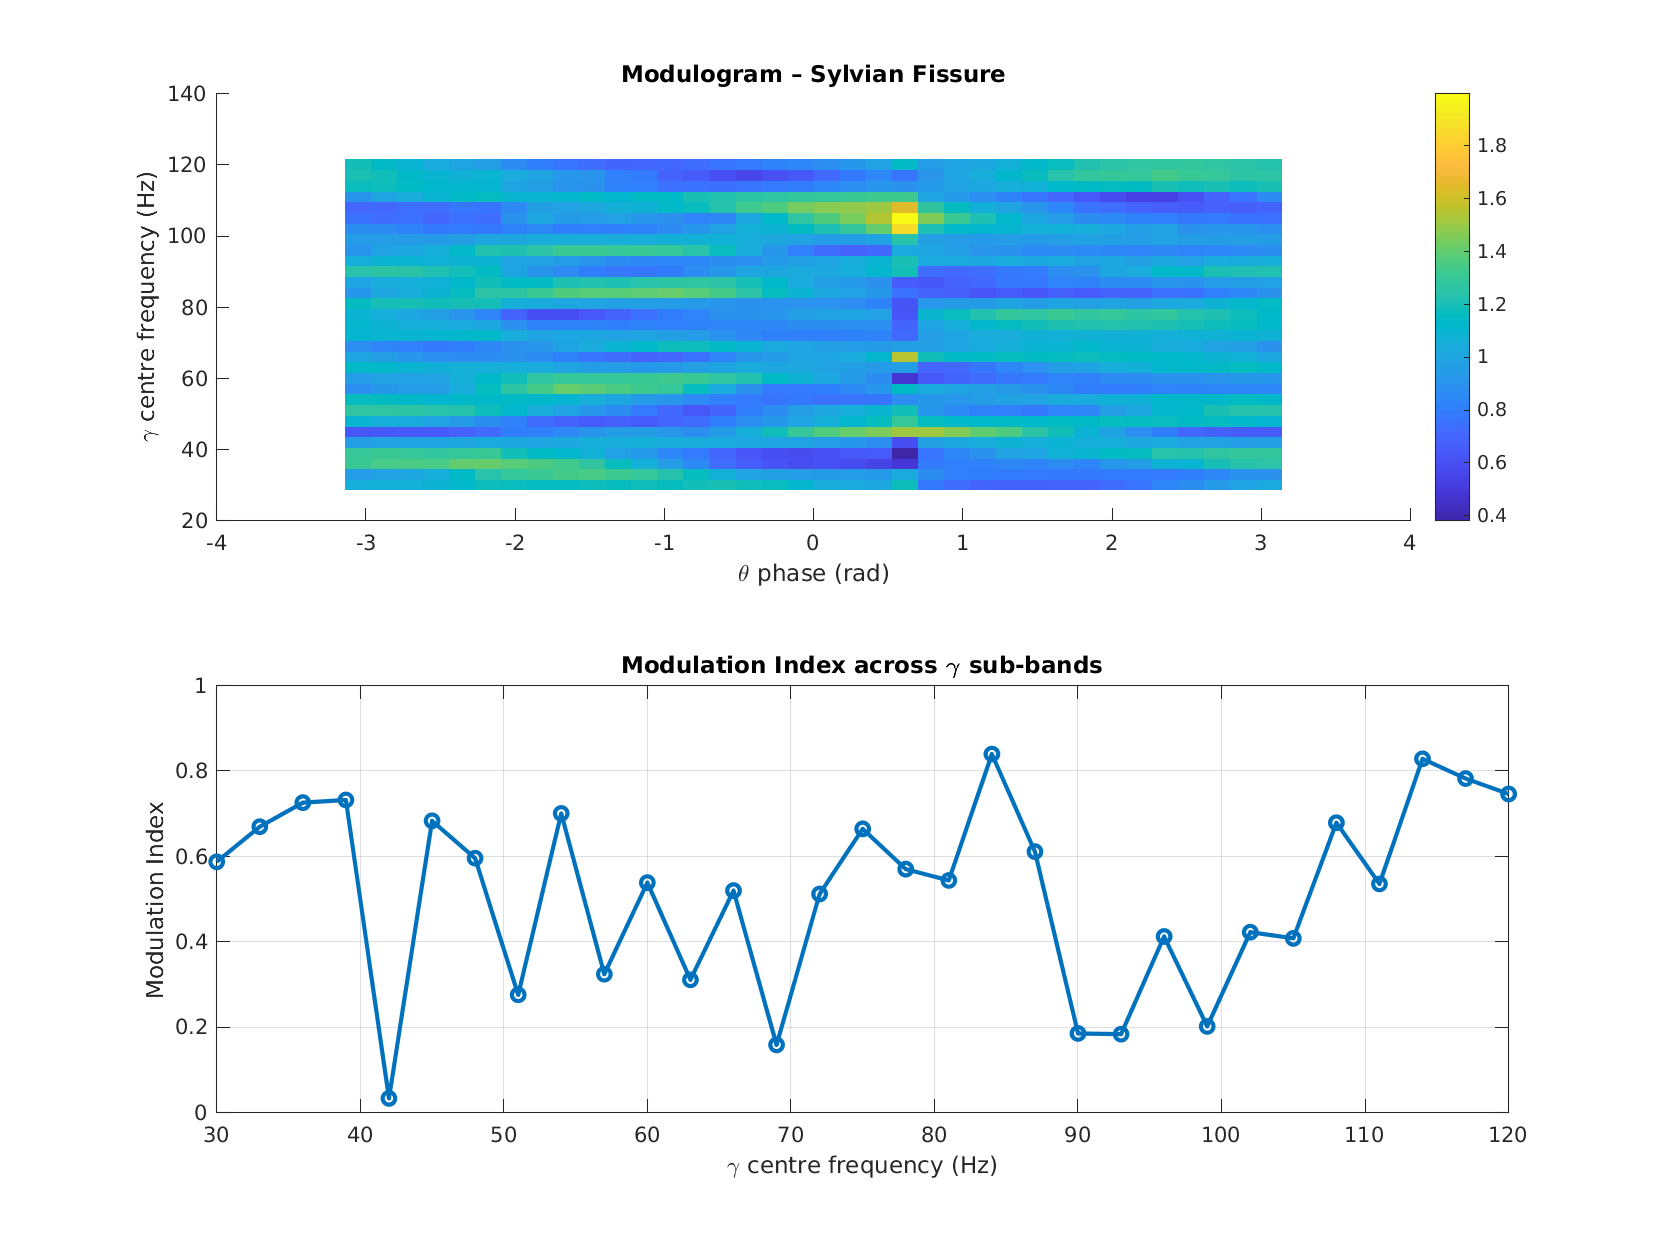 Modulogram – Sylvian Fissure
140
120
100
80
60
40
20
γ centre frequency (Hz)
-4 -3 -2 -1 0 1 2 3 4
θ phase (rad)
1.8
1.6
1.4
1.2
1
0.8
0.6
0.4
Modulation Index across γ sub-bands
1
0.8
0.6
0.4
0.2
0
Modulation Index
30 40 50 60 70 80 90 100 110 120
γ centre frequency (Hz)